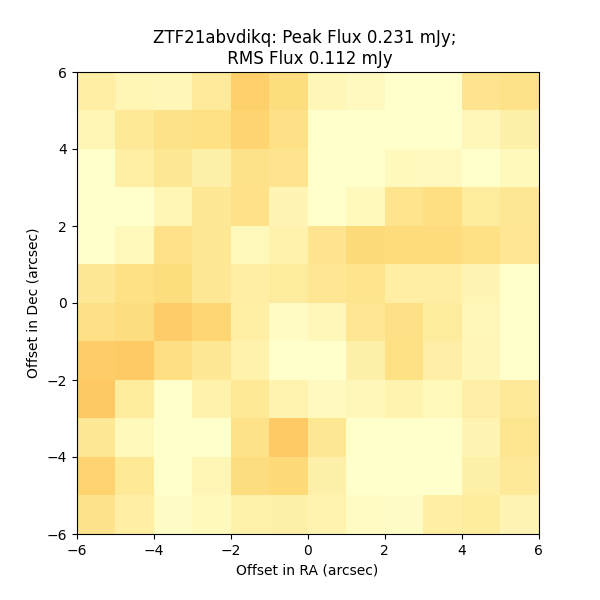 ZTF21abvdikq: Peak Flux 0.231 mJy;
RMS Flux 0.112 mJy
6
4
2
0
−2
−4
−6
Offset in Dec (arcsec)
−6 −4 −2 0 2 4 6
Offset in RA (arcsec)